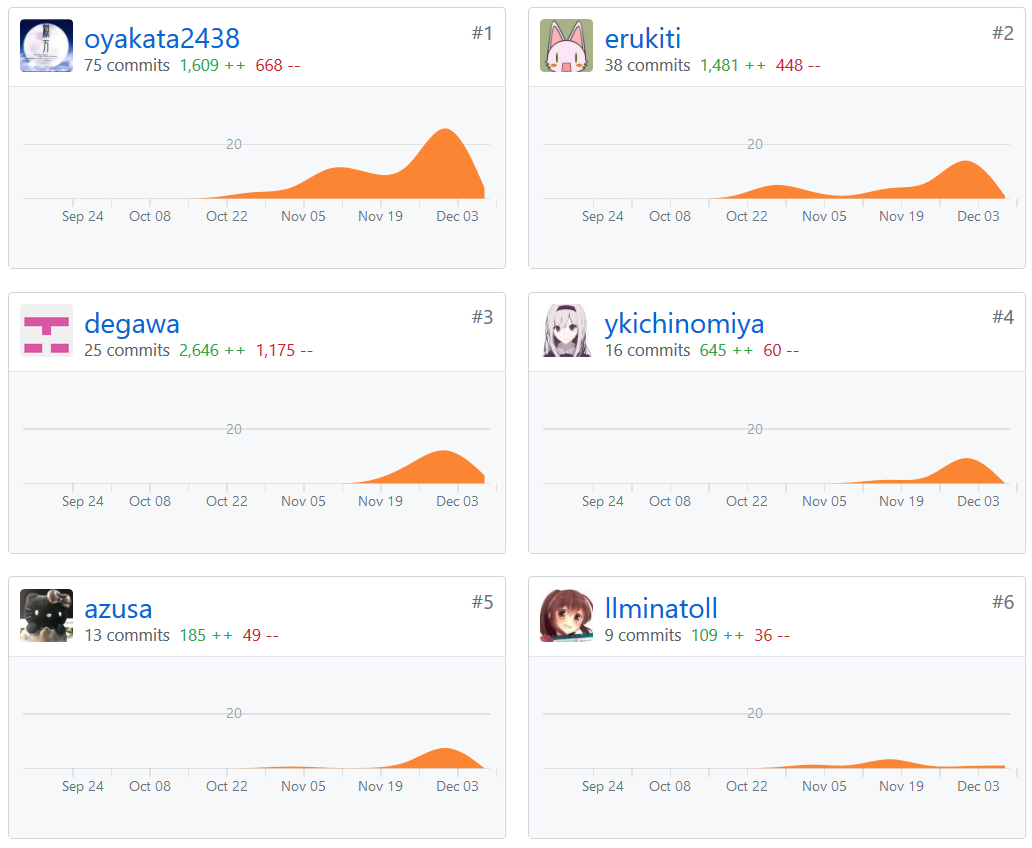 oyakata2438 #1
75 commits 1,609 ++ 668 --
20
Sep 24 Oct 08 Oct 22 Nov 05 Nov 19 Dec 03
erukiti #2
38 commits 1,481 ++ 448 --
20
Sep 24 Oct 08 Oct 22 Nov 05 Nov 19 Dec 03
degawa #3
25 commits 2,646 ++ 1,175 --
20
Sep 24 Oct 08 Oct 22 Nov 05 Nov 19 Dec 03
ykichinomiya #4
16 commits 645 ++ 60 --
20
Sep 24 Oct 08 Oct 22 Nov 05 Nov 19 Dec 03
azusa #5
13 commits 185 ++ 49 --
20
Sep 24 Oct 08 Oct 22 Nov 05 Nov 19 Dec 03
llminatoll #6
9 commits 109 ++ 36 --
20
Sep 24 Oct 08 Oct 22 Nov 05 Nov 19 Dec 03